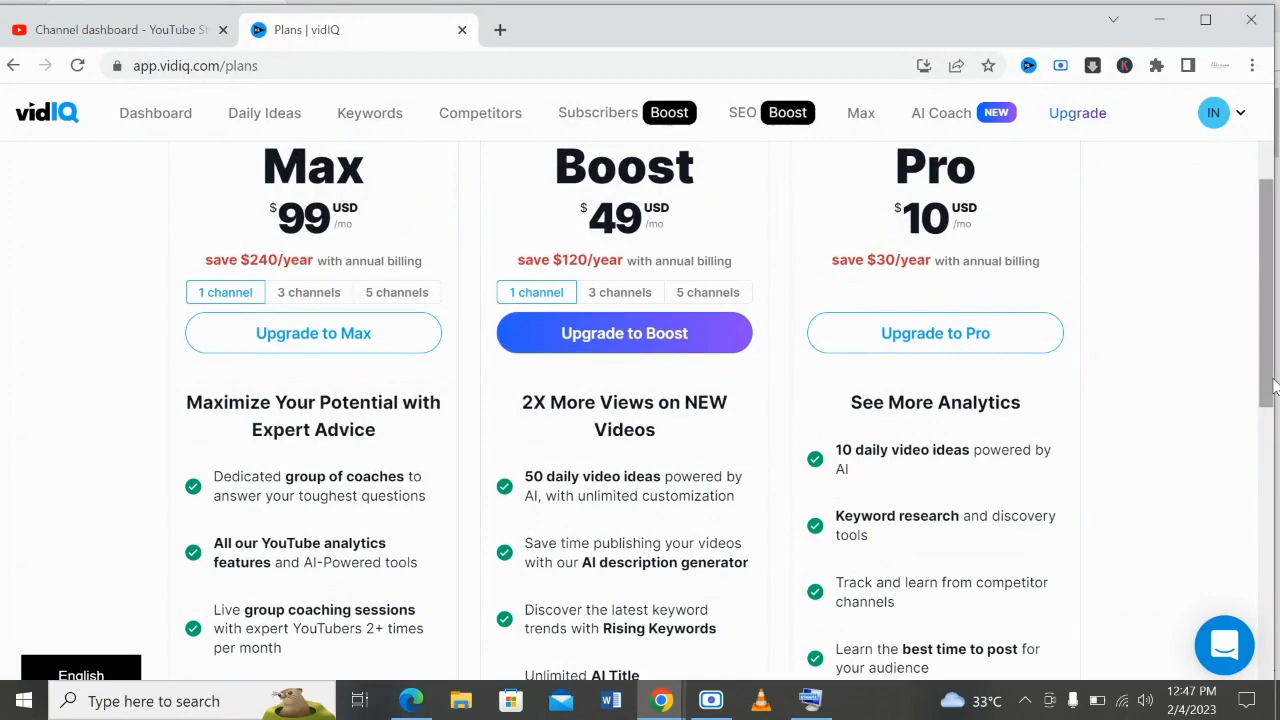 Channel dashboard - YouTube St
Plans | vidIQ
app.vidiq.com/plans
vidIQ Dashboard Daily Ideas Keywords Competitors Subscribers Boost SEO Boost Max AI Coach NEW Upgrade IN
Max
$99 USD /mo
save $240/year with annual billing
1 channel 3 channels 5 channels
Upgrade to Max
Maximize Your Potential with
Expert Advice
Dedicated group of coaches to
answer your toughest questions
All our YouTube analytics
features and AI-Powered tools
Live group coaching sessions
with expert YouTubers 2+ times
per month
Boost
$49 USD /mo
save $120/year with annual billing
1 channel 3 channels 5 channels
Upgrade to Boost
2X More Views on NEW
Videos
50 daily video ideas powered by
AI, with unlimited customization
Save time publishing your videos
with our AI description generator
Discover the latest keyword
trends with Rising Keywords
Unlimited AI Title
Pro
$10 USD /mo
save $30/year with annual billing
Upgrade to Pro
See More Analytics
10 daily video ideas powered by
AI
Keyword research and discovery
tools
Track and learn from competitor
channels
Learn the best time to post for
your audience
English
Type here to search
33°C
12:47 PM
2/4/2023